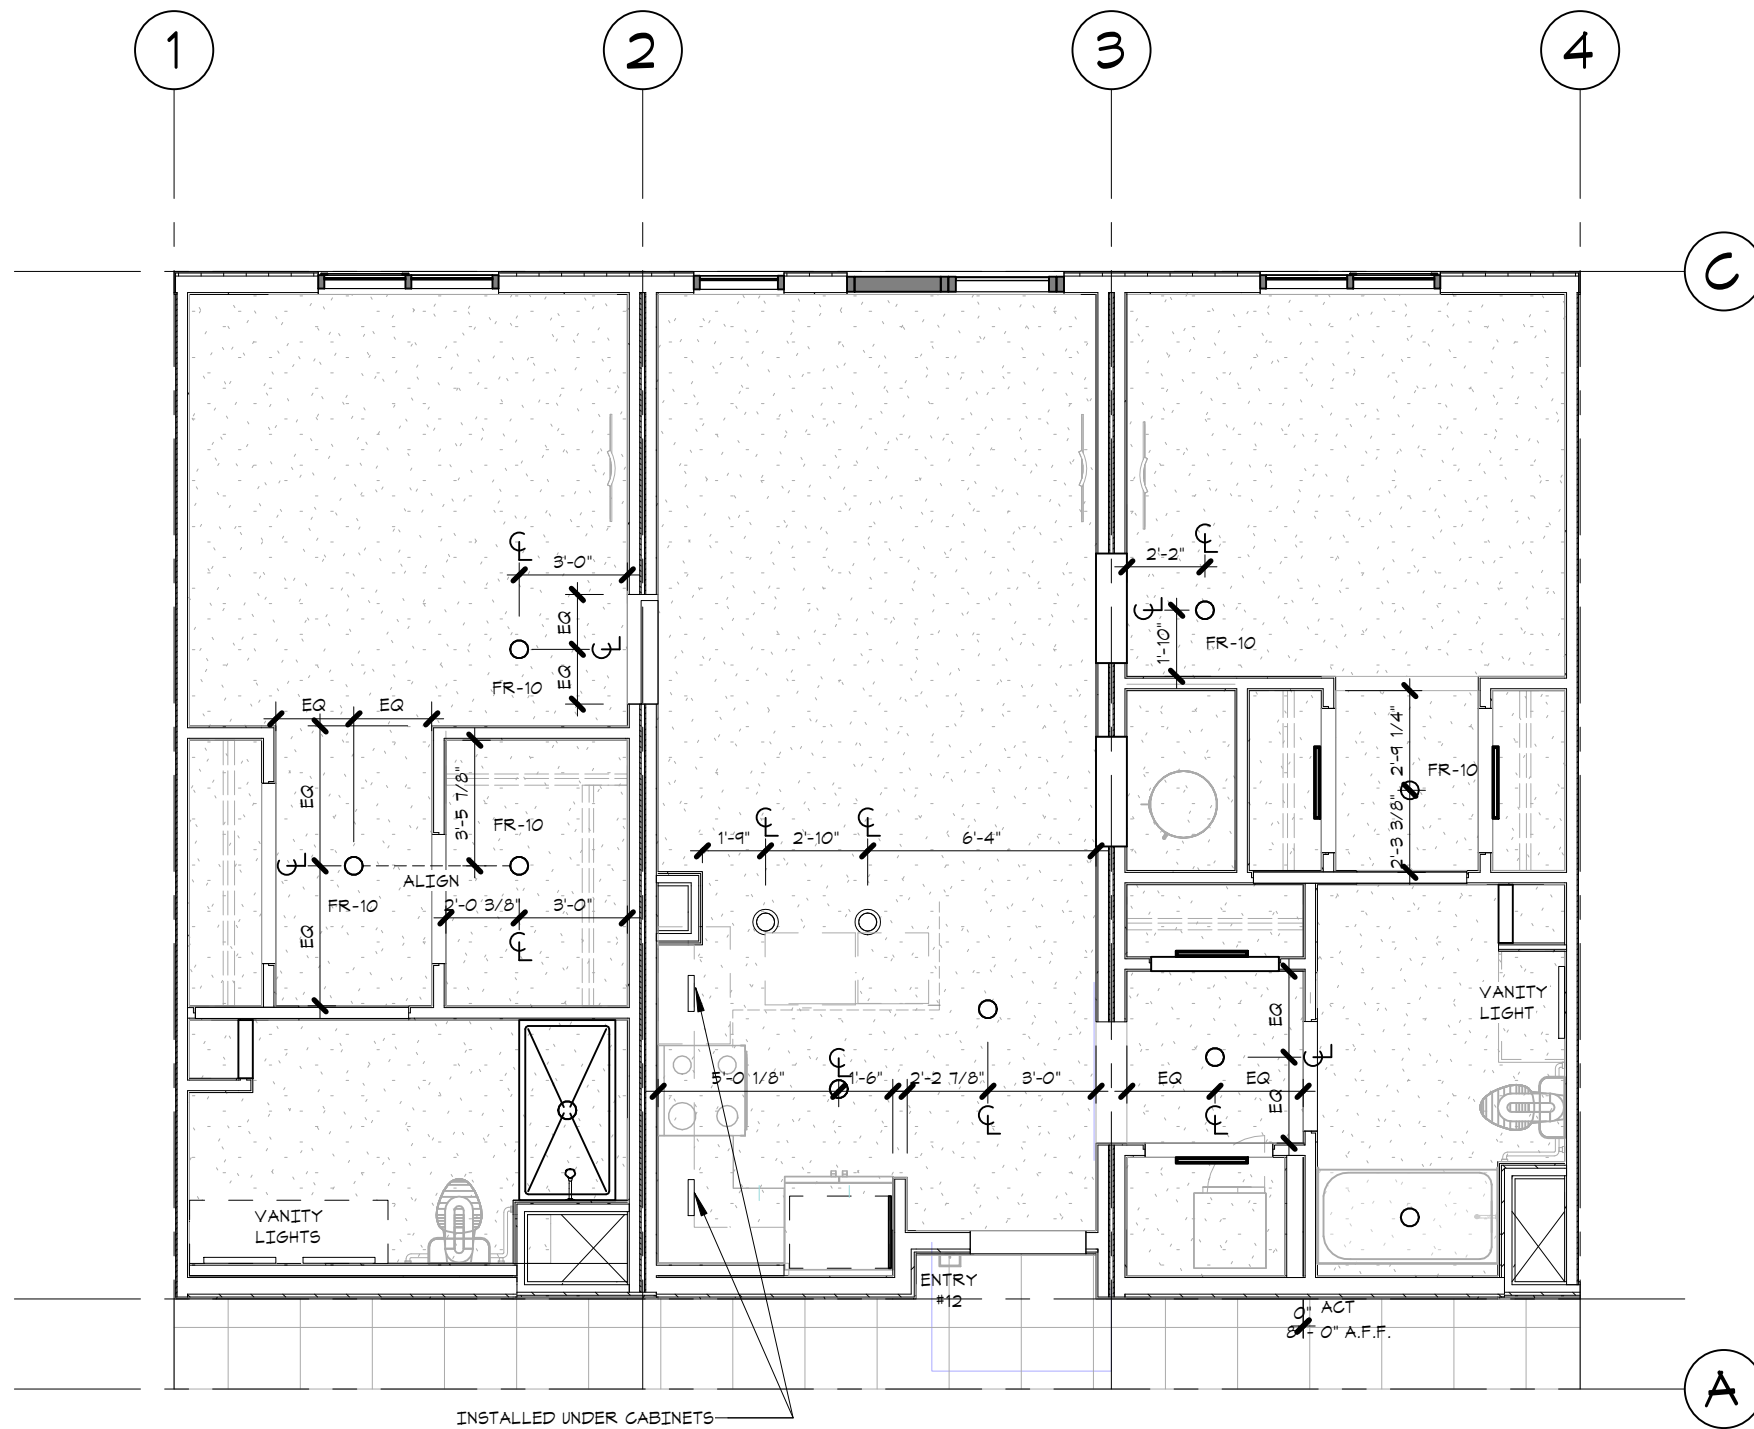 1
2
3
4
C
3'-0"
2'-2"
EQ
EQ
1'-10"
FR-10
FR-10
EQ
EQ
2'-9 1/4"
FR-10
EQ
3'-5 7/8"
FR-10
2'-3 3/8"
1'-9"
2'-10"
6'-4"
ALIGN
FR-10
2'-0 3/8"
3'-0"
EQ
VANITY
LIGHT
EQ
5'-0 1/8"
1'-6"
2'-2 7/8"
3'-0"
EQ
EQ
EQ
VANITY
LIGHTS
ENTRY
#12
0"
ACT
8'- 0" A.F.F.
A
INSTALLED UNDER CABINETS